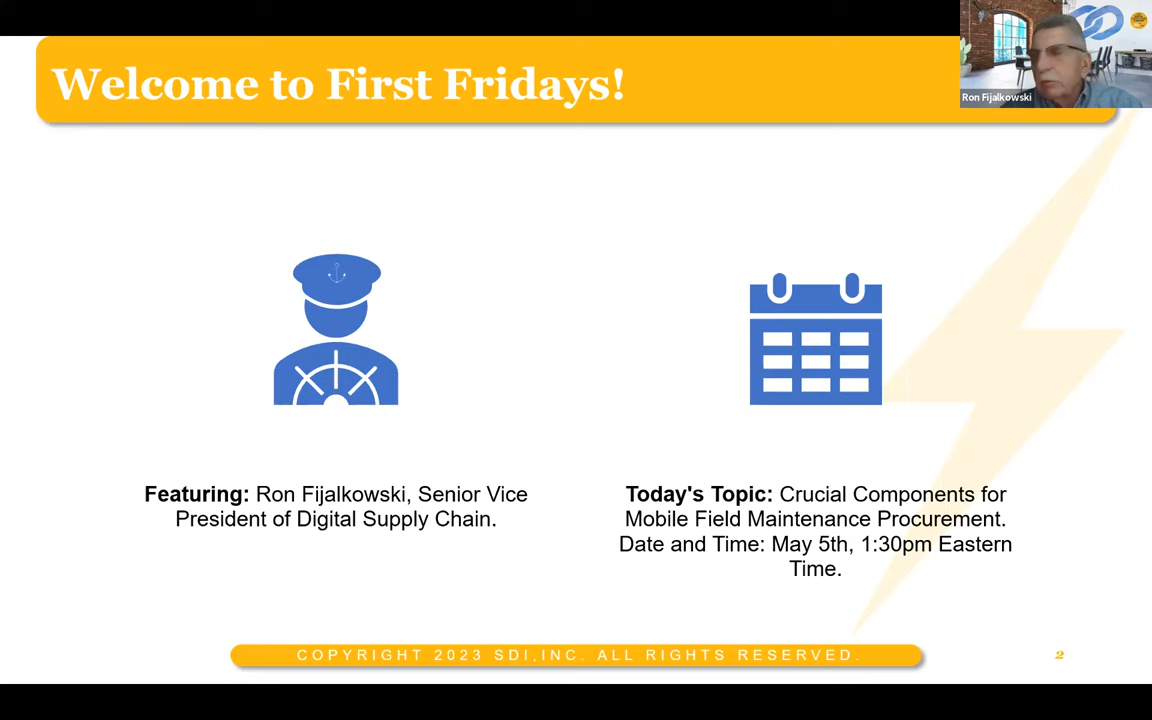 Welcome to First Fridays!
Ron Fijalkowski
Featuring: Ron Fijalkowski, Senior Vice
President of Digital Supply Chain.
Today's Topic: Crucial Components for
Mobile Field Maintenance Procurement.
Date and Time: May 5th, 1:30pm Eastern
Time.
COPYRIGHT 2023 SDI,INC. ALL RIGHTS RESERVED.
2